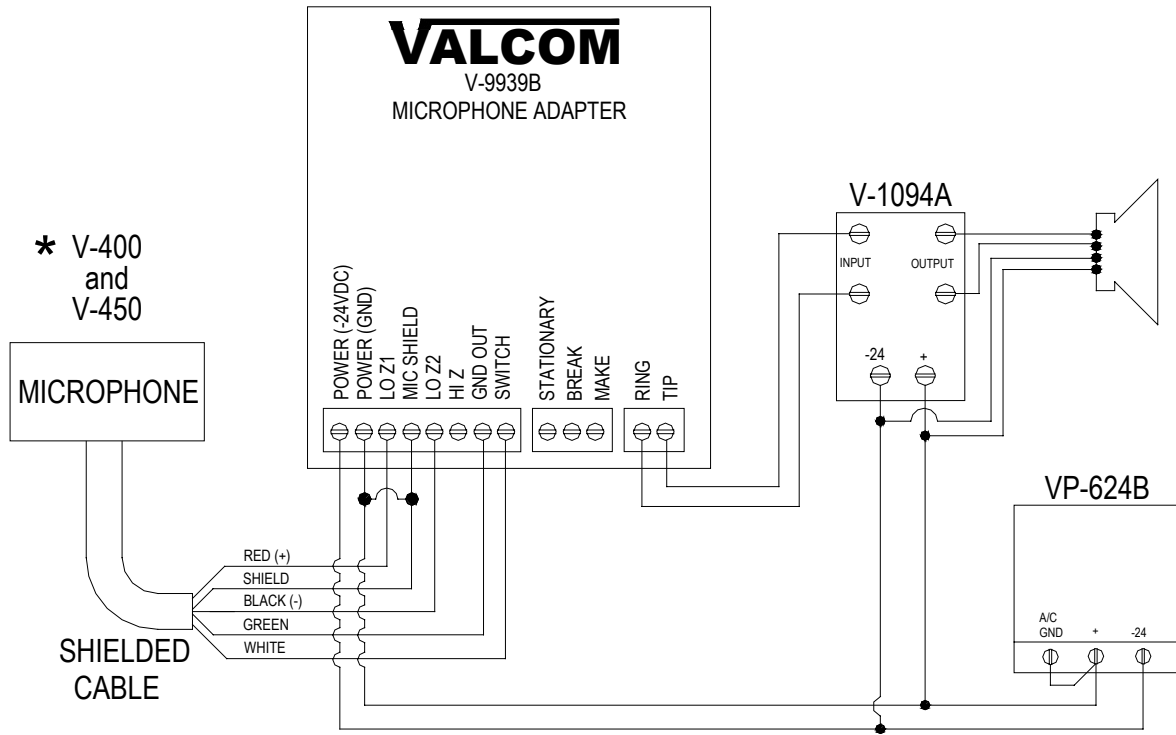 VALCOM
V-9939B
MICROPHONE ADAPTER
* V-400
and
V-450
MICROPHONE
SHIELDED
CABLE
RED (+)
SHIELD
BLACK (-)
GREEN
WHITE
POWER (-24VDC)
POWER (GND)
LO Z1
MIC SHIELD
LO Z2
HI Z
GND OUT
SWITCH
STATIONARY
BREAK
MAKE
RING
TIP
V-1094A
INPUT
OUTPUT
-24
+
VP-624B
A/C
GND
+
-24